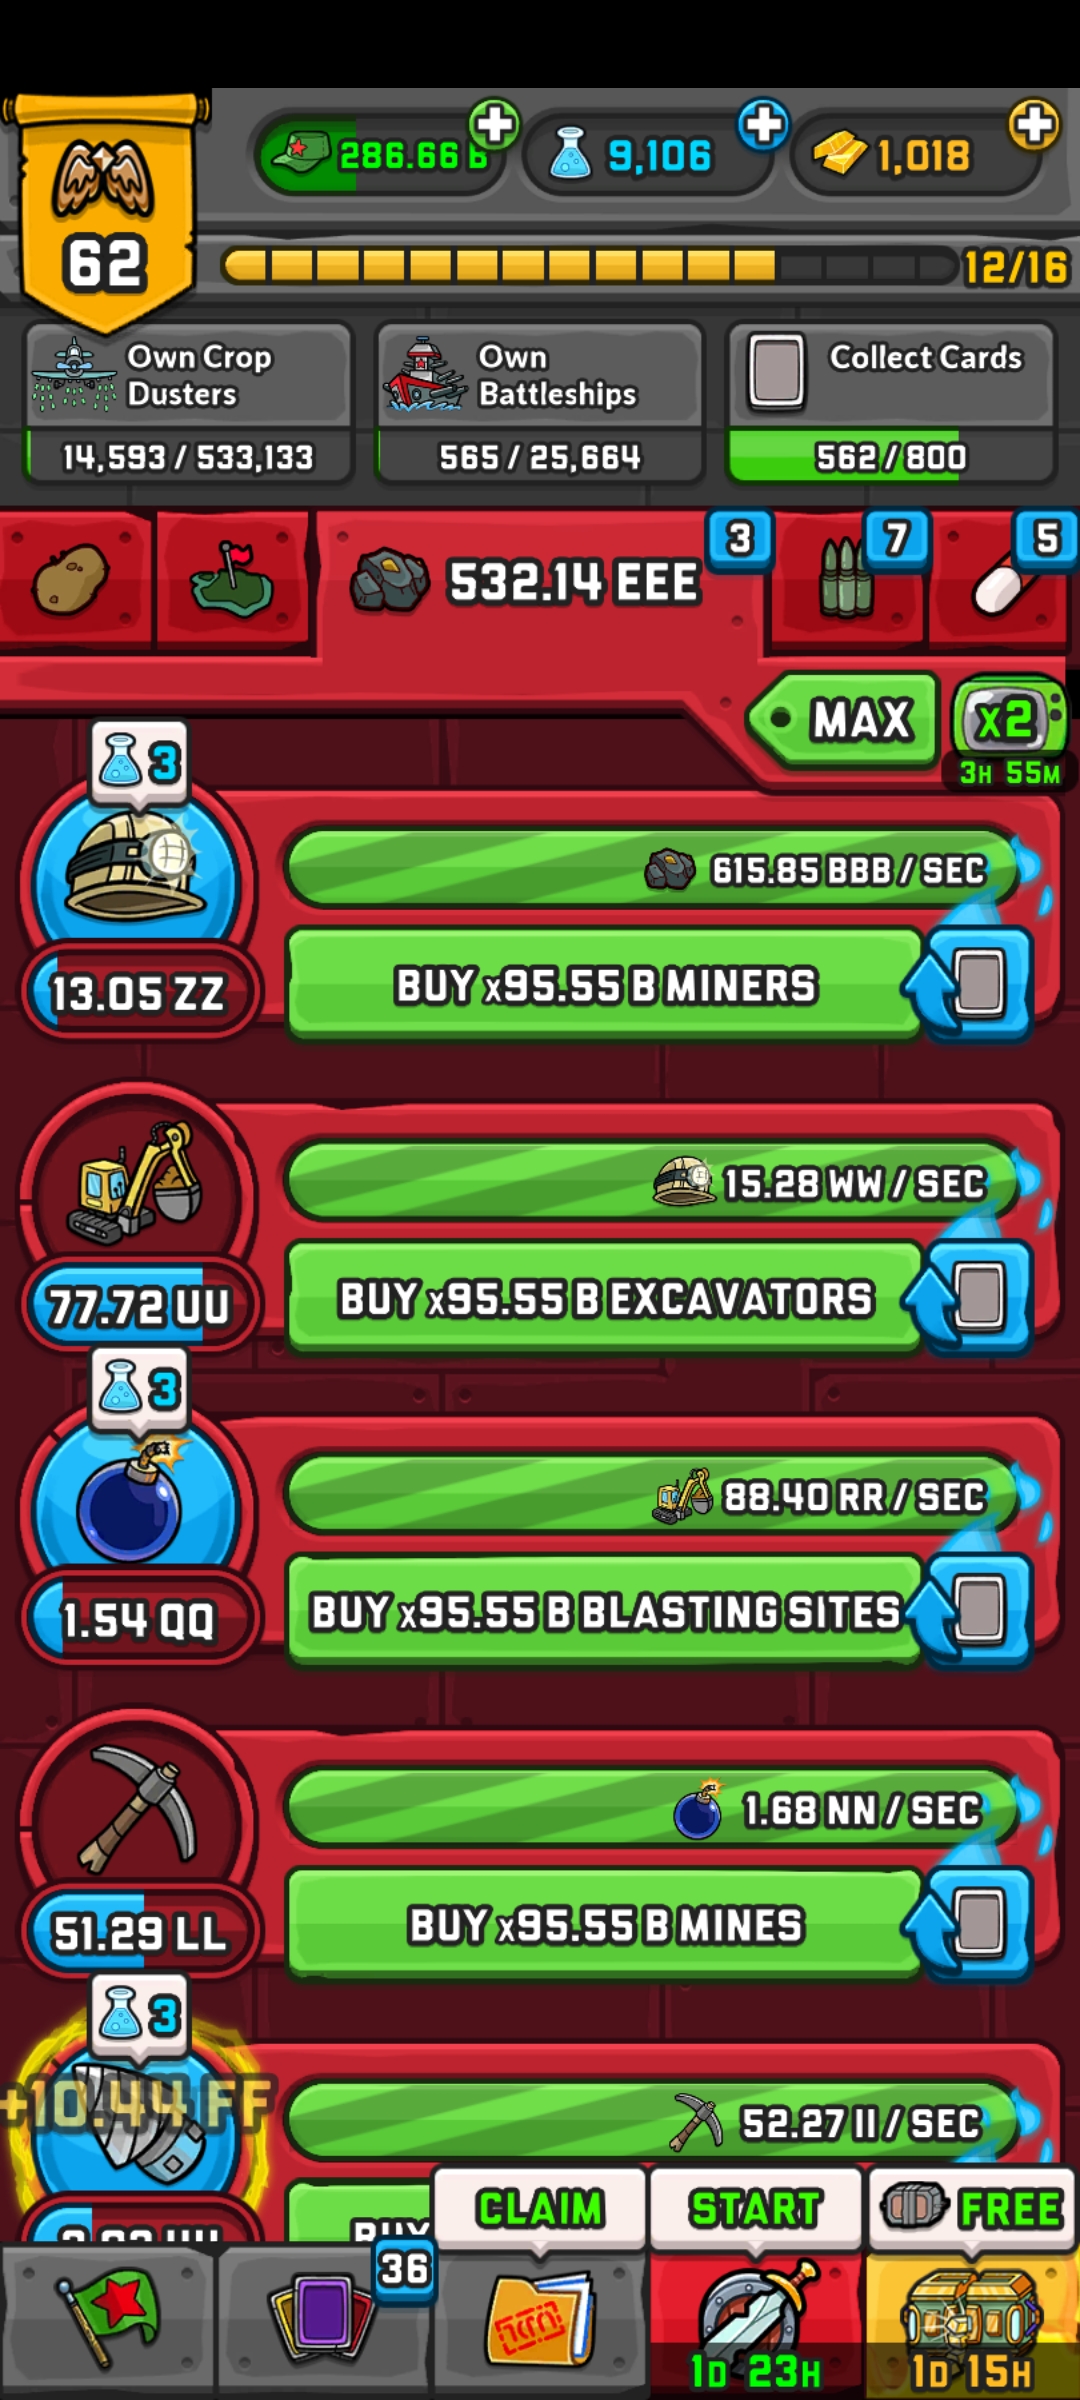 286.66 B
9,106
1,018
62
12/16
Own Crop
Dusters
14,593 / 533,133
Own
Battleships
565 / 25,664
Collect Cards
562 / 800
532.14 EEE
3
7
5
MAX
x2
3H 55M
3
615.85 BBB / SEC
13.05 ZZ
BUY x95.55 B MINERS
15.28 WW / SEC
77.72 UU
BUY x95.55 B EXCAVATORS
3
88.40 RR / SEC
1.54 QQ
BUY x95.55 B BLASTING SITES
1.68 NN / SEC
51.29 LL
BUY x95.55 B MINES
3
+10.44 FF
52.27 II / SEC
BUY
CLAIM
START
FREE
36
1D 23H
1D 15H